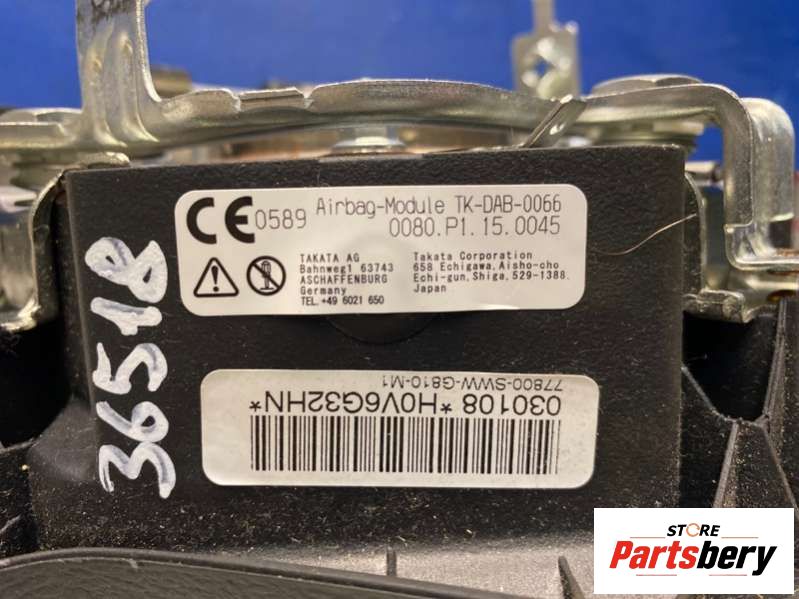 CE 0589 Airbag-Module TK-DAB-0066
0080.P1.15.0045
TAKATA AG
Bahnweg1 63743
ASCHAFFENBURG
Germany
TEL.+49 6021 650
Takata Corporation
658 Echigawa,Aisho-cho
Echi-gun,Shiga,529-1388.
Japan
36518
77800-SWW-G810-M1
030108*H0V6G32HN*
STORE
Partsbery